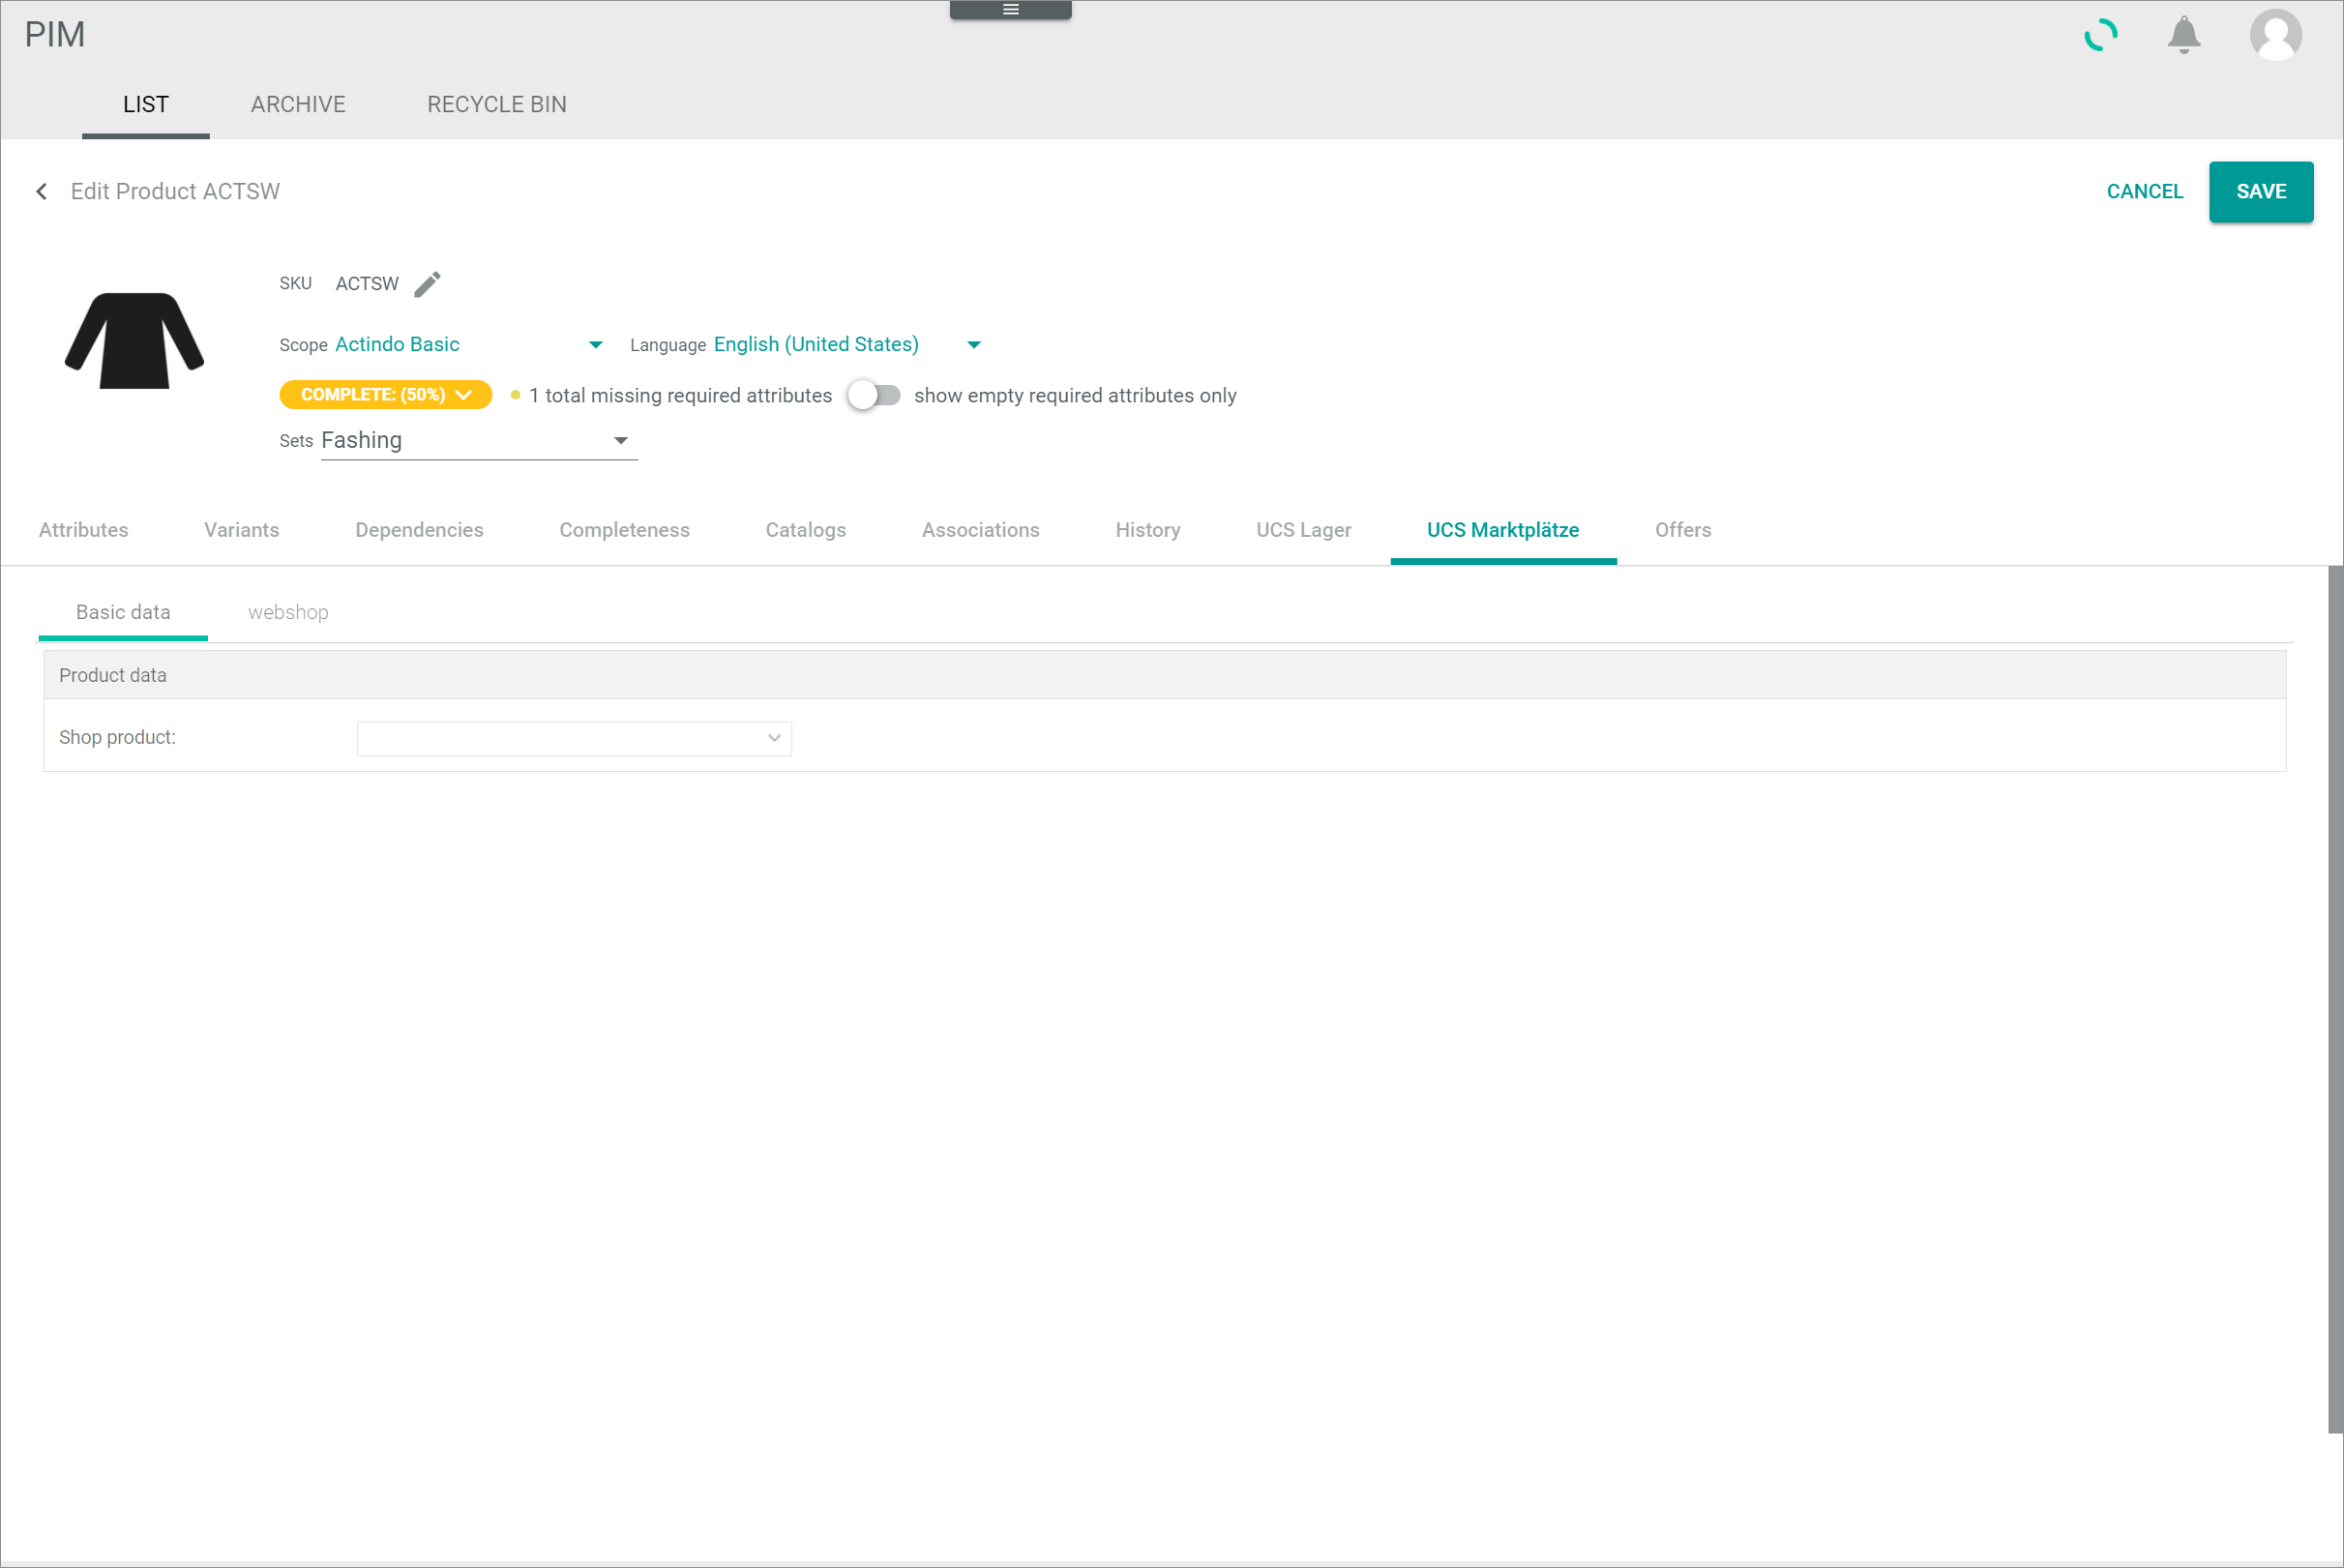 PIM
LIST ARCHIVE RECYCLE BIN
Edit Product ACTSW CANCEL SAVE
SKU ACTSW
Scope Actindo Basic Language English (United States)
COMPLETE: (50%) 1 total missing required attributes show empty required attributes only
Sets Fashing
Attributes Variants Dependencies Completeness Catalogs Associations History UCS Lager UCS Marktplätze Offers
Basic data webshop
Product data
Shop product: